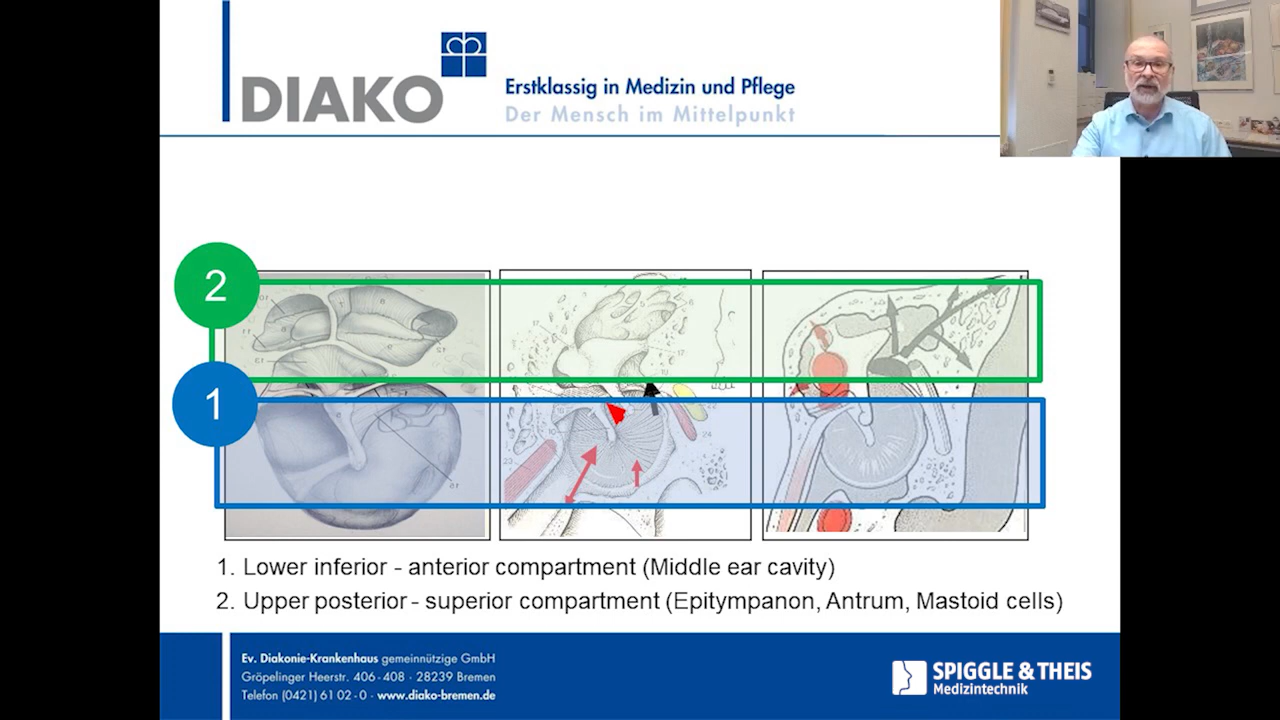 DIAKO
Erstklassig in Medizin und Pflege
Der Mensch im Mittelpunkt
2
1
1. Lower inferior - anterior compartment (Middle ear cavity)
2. Upper posterior - superior compartment (Epitympanon, Antrum, Mastoid cells)
Ev. Diakonie-Krankenhaus gemeinnützige GmbH
Gröpelinger Heerstr. 406-408 · 28239 Bremen
Telefon (0421) 61 02-0 · www.diako-bremen.de
SPIGGLE & THEIS
Medizintechnik